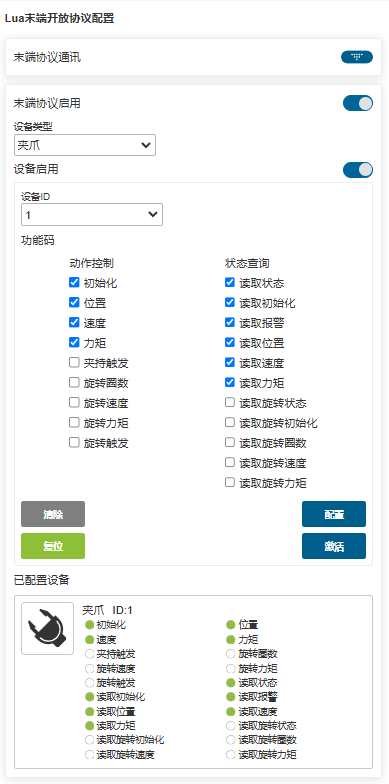 Lua末端开放协议配置
末端协议通讯
末端协议启用
设备类型
夹爪
设备启用
设备ID
1
功能码
动作控制 状态查询
初始化 读取状态
位置 读取初始化
速度 读取报警
力矩 读取位置
夹持触发 读取速度
旋转圈数 读取力矩
旋转速度 读取旋转状态
旋转力矩 读取旋转初始化
旋转触发 读取旋转圈数
读取旋转速度
读取旋转力矩
清除 配置
复位 激活
已配置设备
夹爪 ID:1
初始化 位置
速度 力矩
夹持触发 旋转圈数
旋转速度 旋转力矩
旋转触发 读取状态
读取初始化 读取报警
读取位置 读取速度
读取力矩 读取旋转状态
读取旋转初始化 读取旋转圈数
读取旋转速度 读取旋转力矩